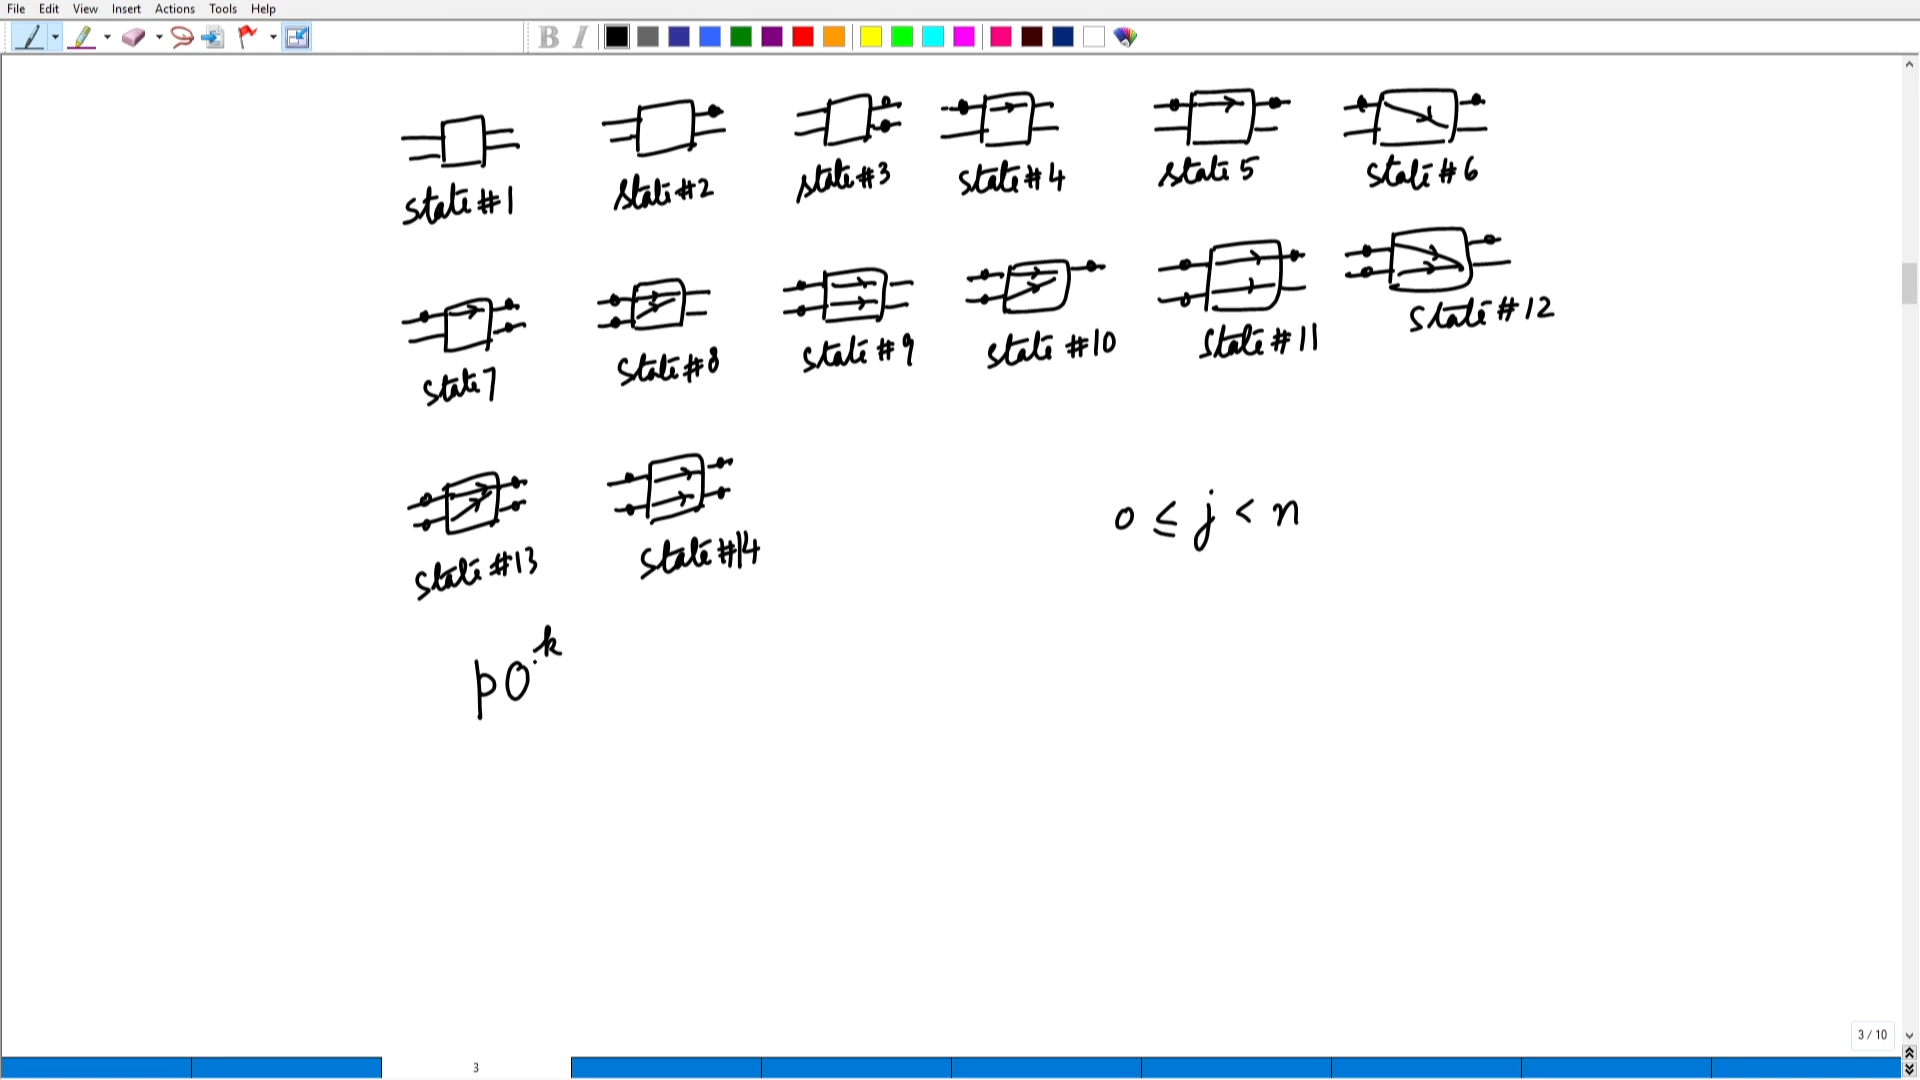 File Edit View Insert Actions Tools Help
B I
State #1 State #2 State #3 State #4 State 5 State #6
State 7 State #8 State #9 State #10 State #11 State #12
State #13 State #14
0 ≤ j < n
3 / 10
3